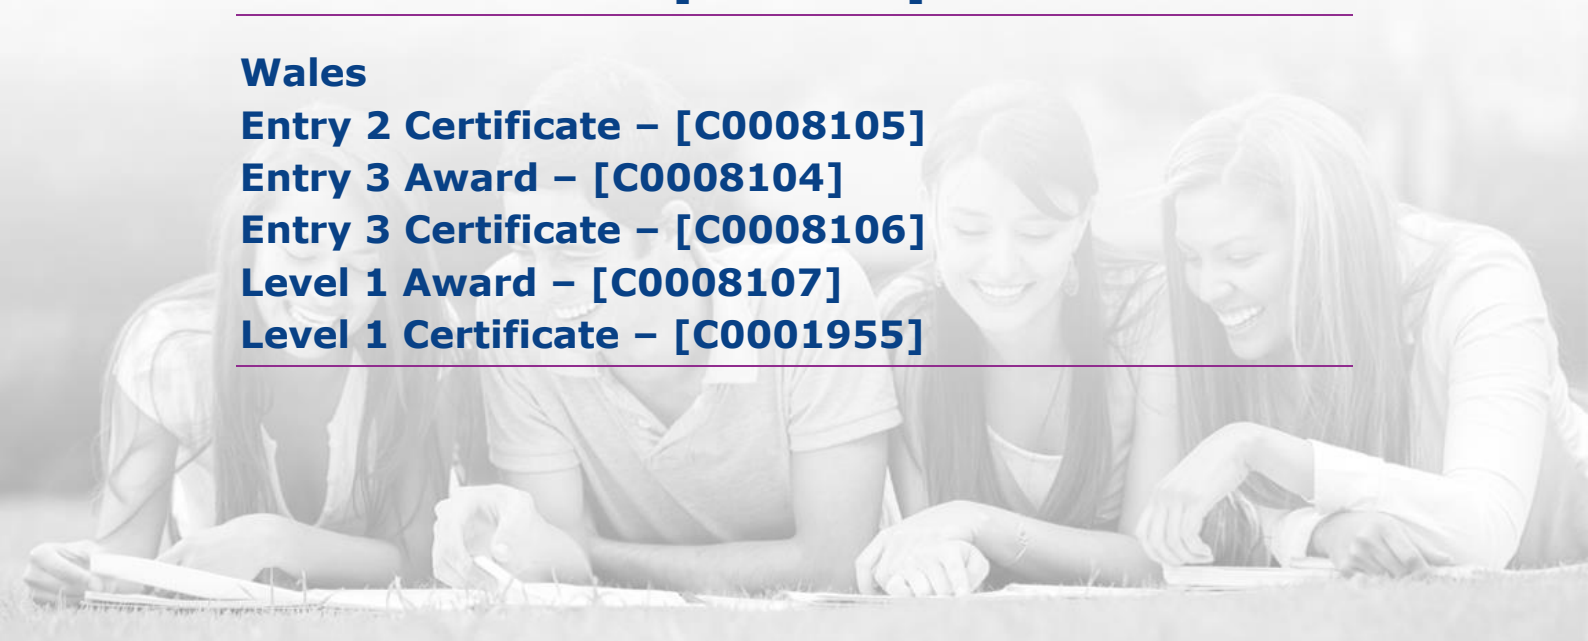 Wales
Entry 2 Certificate – [C0008105]
Entry 3 Award – [C0008104]
Entry 3 Certificate – [C0008106]
Level 1 Award – [C0008107]
Level 1 Certificate – [C0001955]